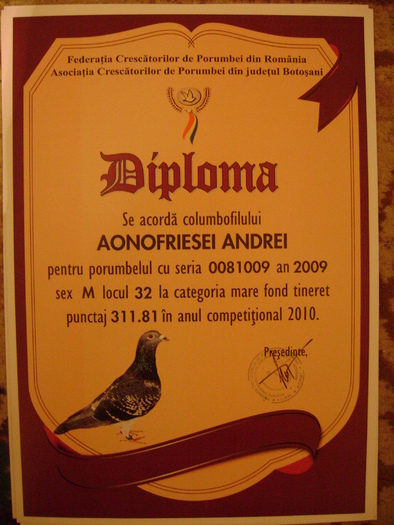 Federația Crescătorilor de Porumbei din România
Asociația Crescătorilor de Porumbei din județul Botoșani
Diploma
Se acordă columbofilului
AONOFRIESEI ANDREI
pentru porumbelul cu seria 0081009 an 2009
sex M locul 32 la categoria mare fond tineret
punctaj 311.81 în anul competițional 2010.
Președinte,